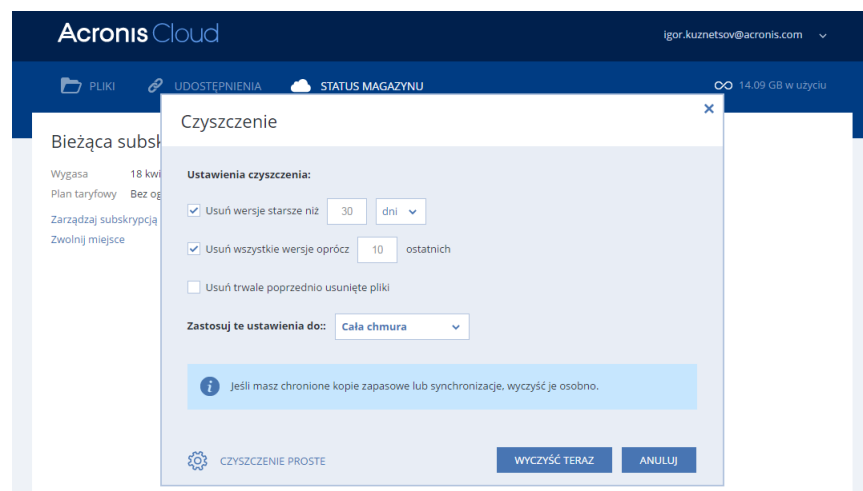 Acronis Cloud
igor.kuznetsov@acronis.com
PLIKI UDOSTĘPNIENIA STATUS MAGAZYNU 14.09 GB w użyciu
Czyszczenie
Bieżąca subsk
Wygasa 18 kwi
Plan taryfowy Bez og
Zarządzaj subskrypcją
Zwolnij miejsce
Ustawienia czyszczenia:
Usuń wersje starsze niż 30 dni
Usuń wszystkie wersje oprócz 10 ostatnich
Usuń trwale poprzednio usunięte pliki
Zastosuj te ustawienia do:: Cała chmura
Jeśli masz chronione kopie zapasowe lub synchronizacje, wyczyść je osobno.
CZYSZCZENIE PROSTE WYCZYŚĆ TERAZ ANULUJ